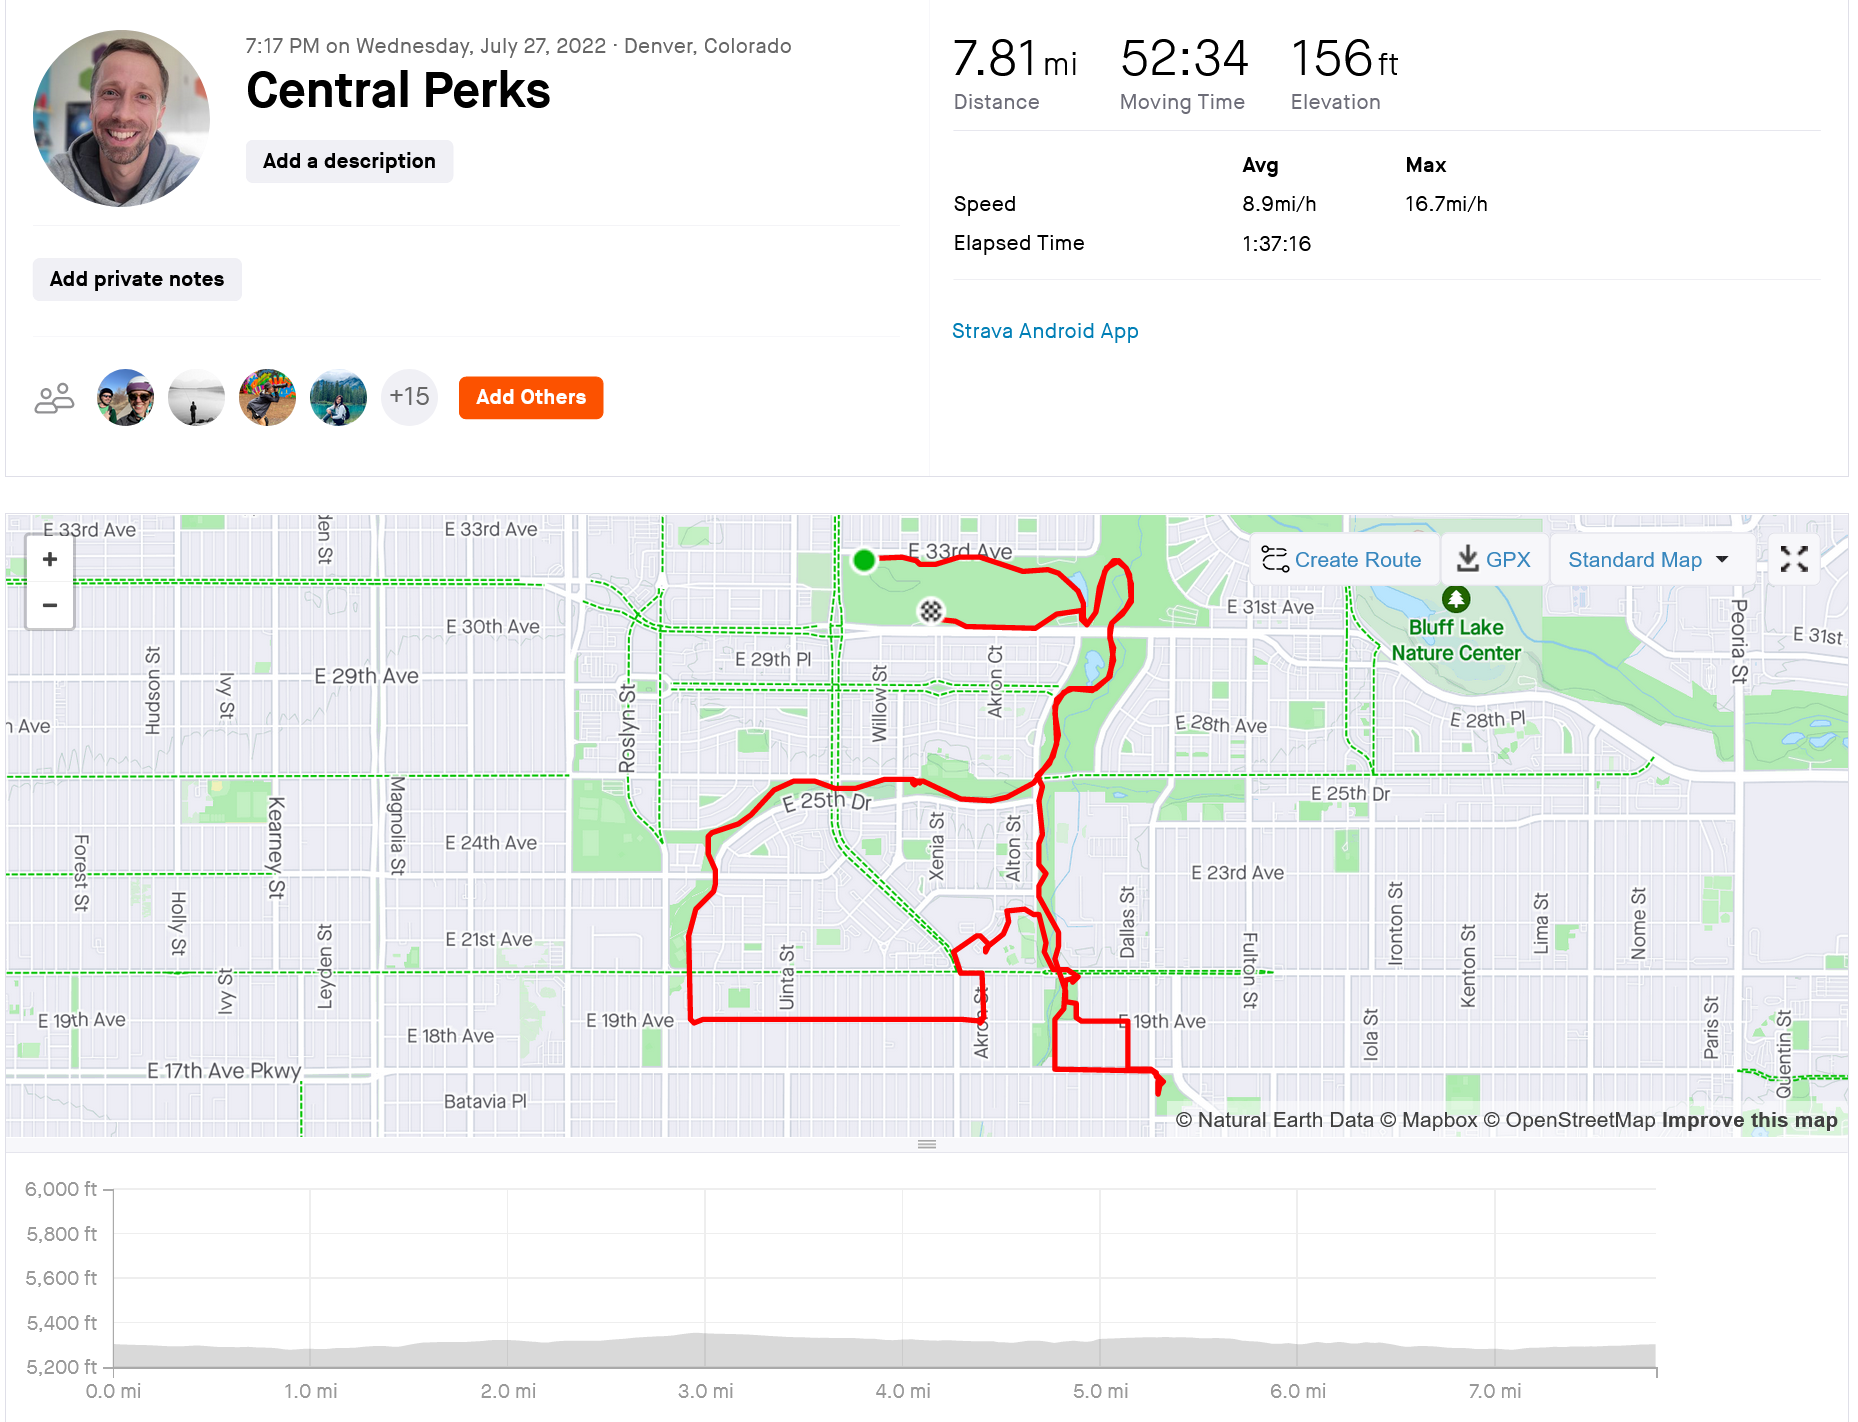 7:17 PM on Wednesday, July 27, 2022 · Denver, Colorado
Central Perks
Add a description
Add private notes
+15
Add Others
7.81 mi
52:34
156 ft
Distance
Moving Time
Elevation
Avg
Max
Speed
8.9mi/h
16.7mi/h
Elapsed Time
1:37:16
Strava Android App
+
−
Create Route
GPX
Standard Map
E 33rd Ave
den St
E 33rd Ave
E 33rd Ave
E 30th Ave
E 31st Ave
Bluff Lake
Nature Center
Peoria St
E 31st
Hudson St
Ivy St
E 29th Ave
E 29th Pl
Roslyn St
Willow St
Akron Ct
n Ave
E 28th Ave
E 28th Pl
Kearney St
Magnolia St
E 25th Dr
E 25th Dr
Forest St
E 24th Ave
Xenia St
Alton St
E 23rd Ave
Holly St
Leyden St
Ivy St
E 21st Ave
Uinta St
Dallas St
Fulton St
Ironton St
Kenton St
Lima St
Nome St
E 19th Ave
E 18th Ave
E 19th Ave
Akron St
E 19th Ave
Iola St
Paris St
Quentin St
E 17th Ave Pkwy
Batavia Pl
© Natural Earth Data © Mapbox © OpenStreetMap Improve this map
6,000 ft
5,800 ft
5,600 ft
5,400 ft
5,200 ft
0.0 mi
1.0 mi
2.0 mi
3.0 mi
4.0 mi
5.0 mi
6.0 mi
7.0 mi